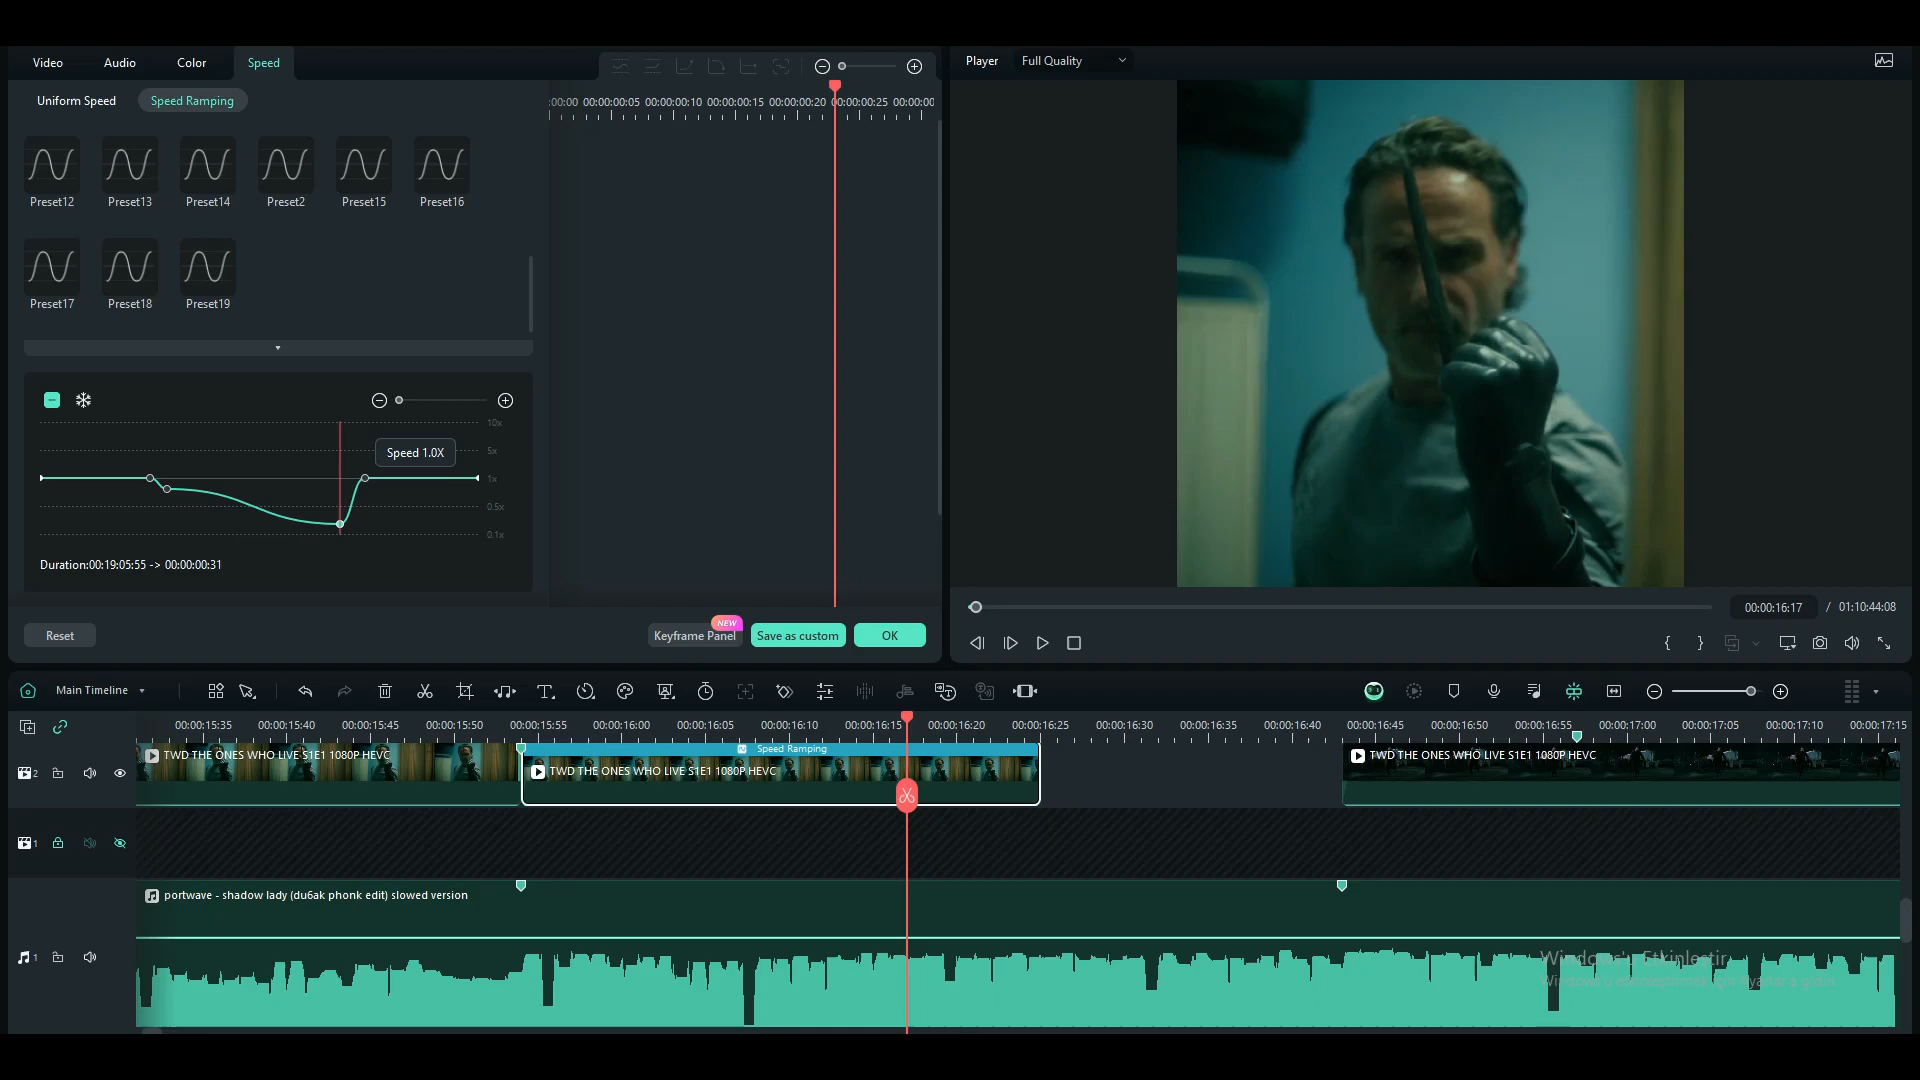 Video Audio Color Speed
Player Full Quality
Uniform Speed Speed Ramping
:00:00 00:00:00:05 00:00:00:10 00:00:00:15 00:00:00:20 00:00:00:25 00:00:00
Preset12 Preset13 Preset14 Preset2 Preset15 Preset16
Preset17 Preset18 Preset19
10x
5x
Speed 1.0X
1x
0.5x
0.1x
Duration:00:19:05:55 -> 00:00:00:31
00:00:16:17 / 01:10:44:08
NEW
Reset Keyframe Panel Save as custom OK
Main Timeline
00:00:15:35 00:00:15:40 00:00:15:45 00:00:15:50 00:00:15:55 00:00:16:00 00:00:16:05 00:00:16:10 00:00:16:15 00:00:16:20 00:00:16:25 00:00:16:30 00:00:16:35 00:00:16:40 00:00:16:45 00:00:16:50 00:00:16:55 00:00:17:00 00:00:17:05 00:00:17:10 00:00:17:15
Speed Ramping
TWD THE ONES WHO LIVE S1E1 1080P HEVC
TWD THE ONES WHO LIVE S1E1 1080P HEVC
TWD THE ONES WHO LIVE S1E1 1080P HEVC
2
1
portwave - shadow lady (du6ak phonk edit) slowed version
1
Windows'u Etkinleştir